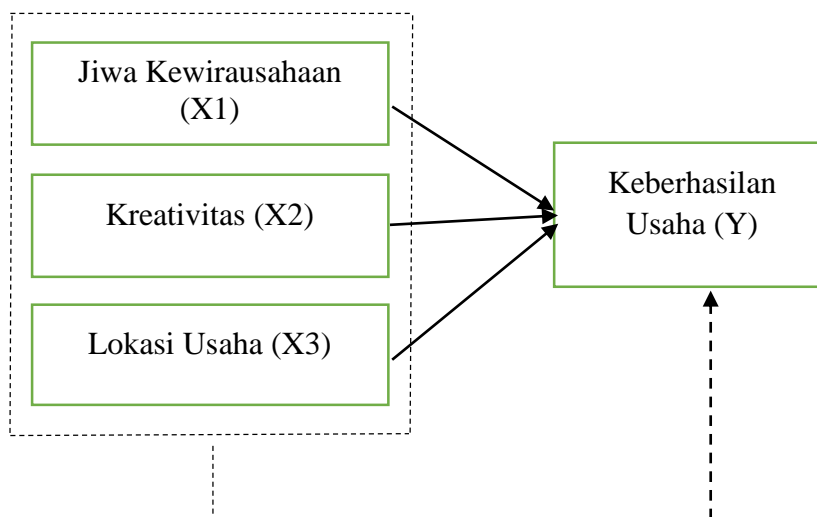 Jiwa Kewirausahaan
(X1)
Kreativitas (X2)
Lokasi Usaha (X3)
Keberhasilan
Usaha (Y)